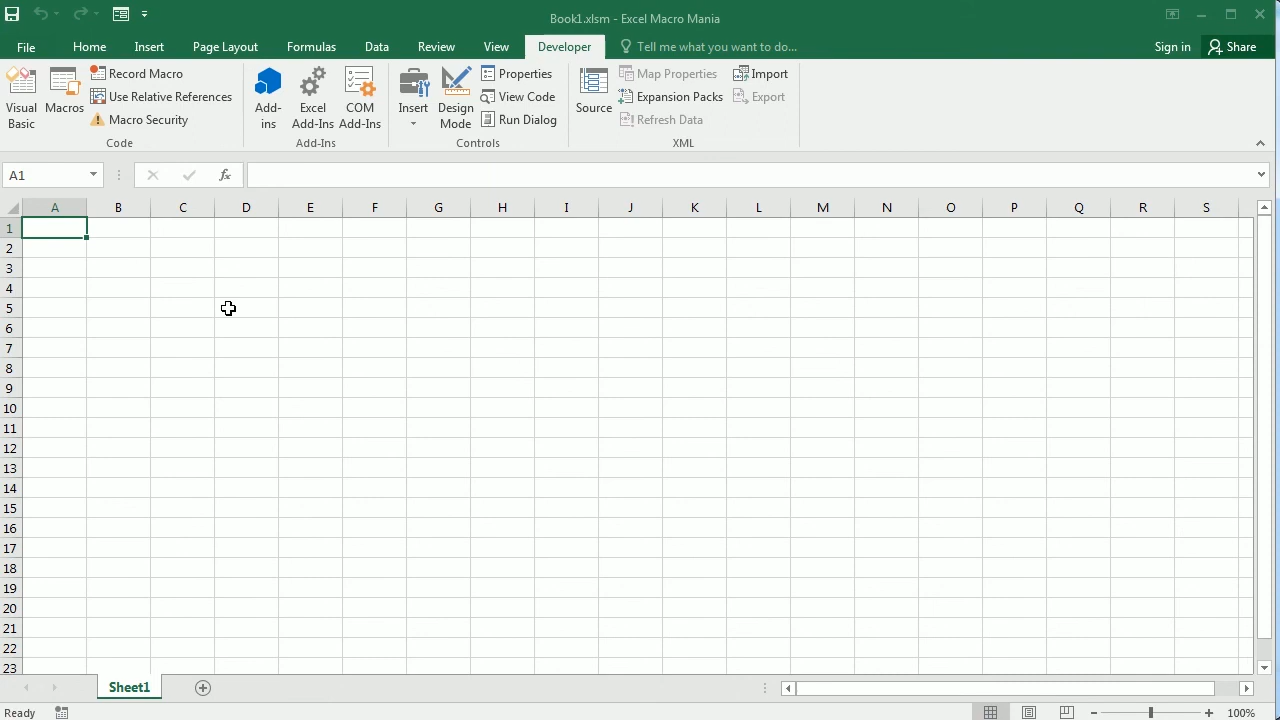 Book1.xlsm - Excel Macro Mania
File Home Insert Page Layout Formulas Data Review View Developer Tell me what you want to do... Sign in Share
Visual Basic
Macros
Record Macro
Use Relative References
Macro Security
Code
Add-ins
Excel Add-Ins
COM Add-Ins
Add-Ins
Insert
Design Mode
Properties
View Code
Run Dialog
Controls
Source
Map Properties
Expansion Packs
Refresh Data
Import
Export
XML
A1 fx
A B C D E F G H I J K L M N O P Q R S
1
2
3
4
5
6
7
8
9
10
11
12
13
14
15
16
17
18
19
20
21
22
23
Sheet1
Ready 100%